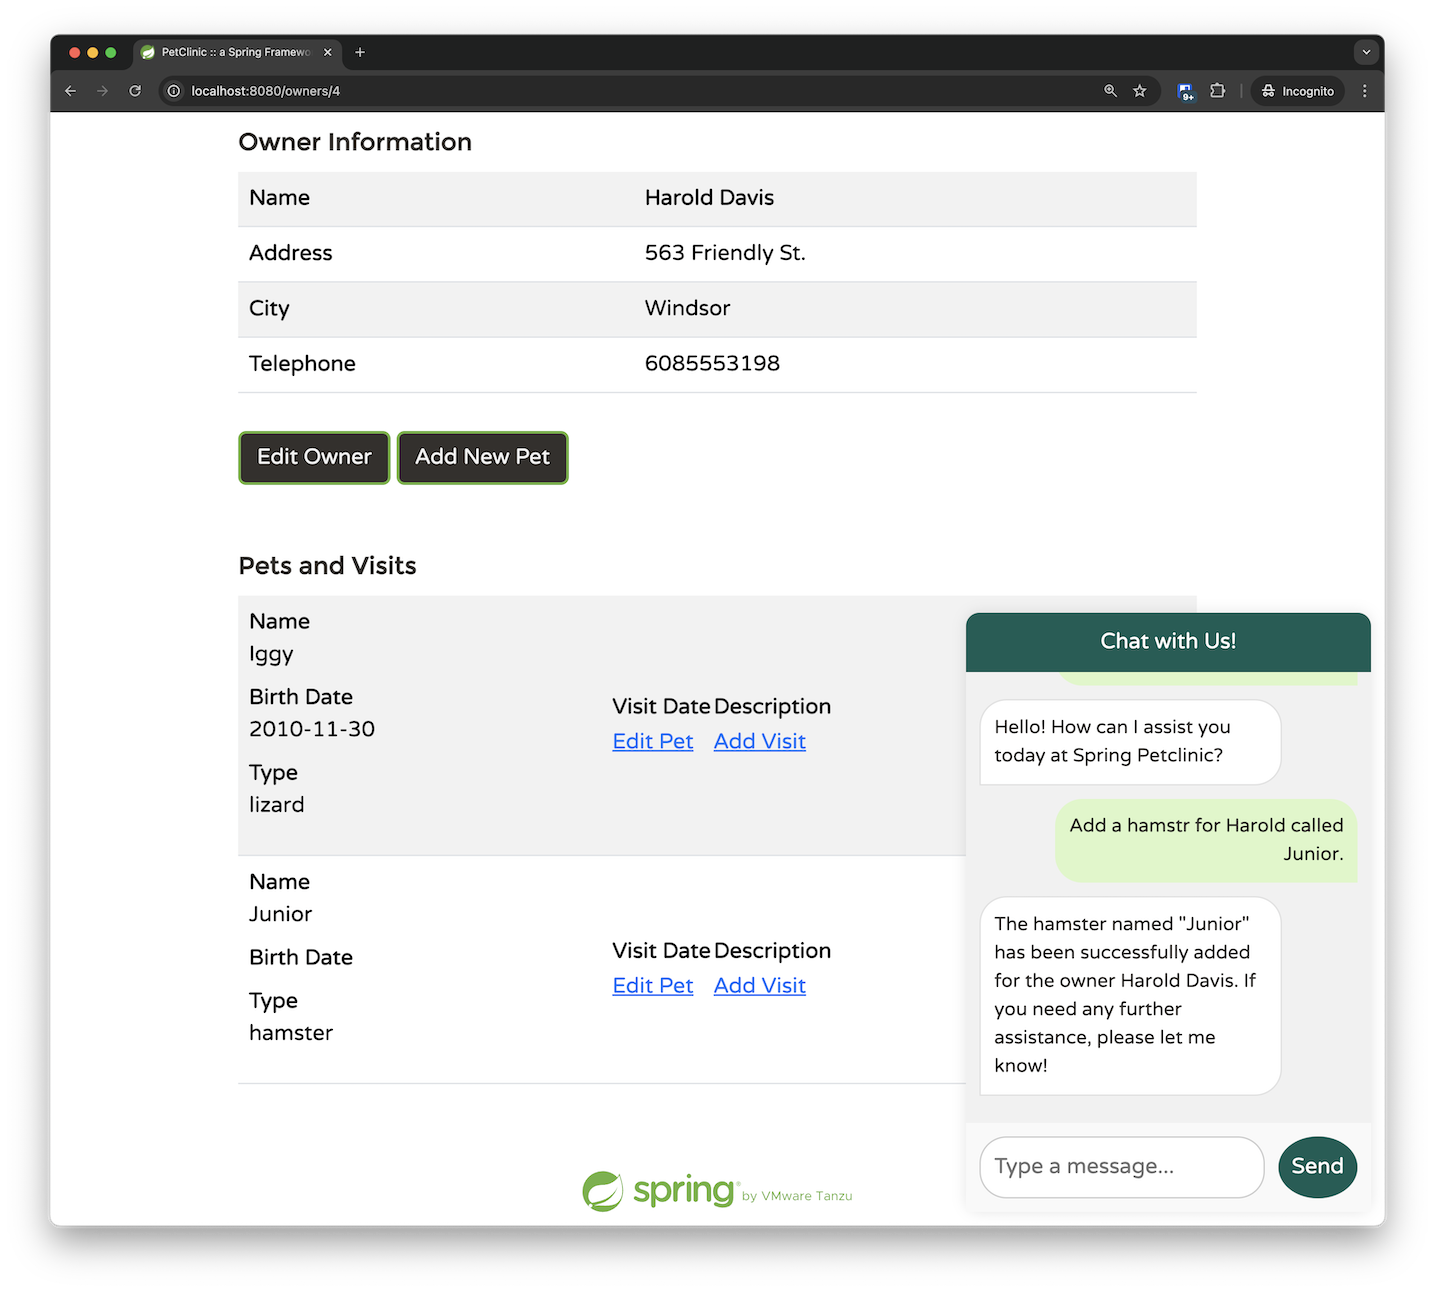 PetClinic :: a Spring Framewo
localhost:8080/owners/4
9+
Incognito
Owner Information
Name Harold Davis
Address 563 Friendly St.
City Windsor
Telephone 6085553198
Edit Owner Add New Pet
Pets and Visits
Name
Iggy
Birth Date
2010-11-30
Type
lizard
Visit Date Description
Edit Pet Add Visit
Name
Junior
Birth Date
Type
hamster
Visit Date Description
Edit Pet Add Visit
spring by VMware Tanzu
Chat with Us!
Hello! How can I assist you
today at Spring Petclinic?
Add a hamstr for Harold called
Junior.
The hamster named "Junior"
has been successfully added
for the owner Harold Davis. If
you need any further
assistance, please let me
know!
Type a message...
Send